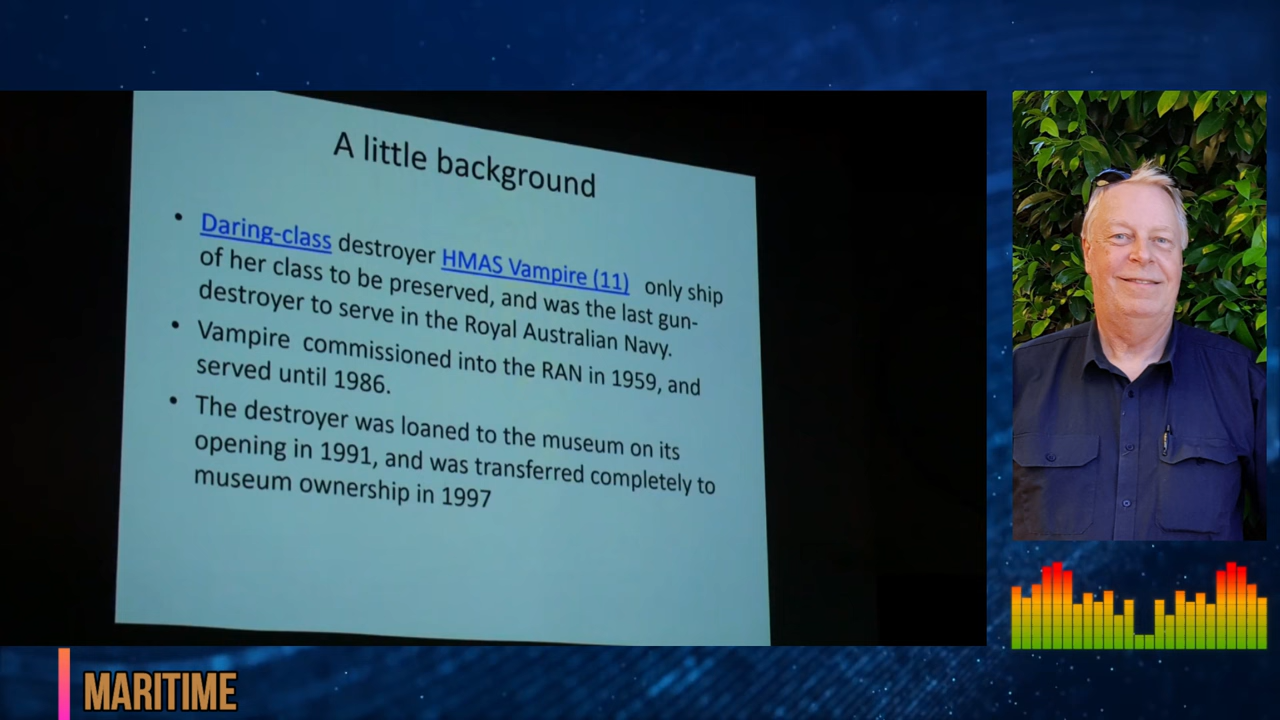 A little background
• Daring-class destroyer HMAS Vampire (11) only ship
of her class to be preserved, and was the last gun-
destroyer to serve in the Royal Australian Navy.
• Vampire commissioned into the RAN in 1959, and
served until 1986.
• The destroyer was loaned to the museum on its
opening in 1991, and was transferred completely to
museum ownership in 1997
MARITIME